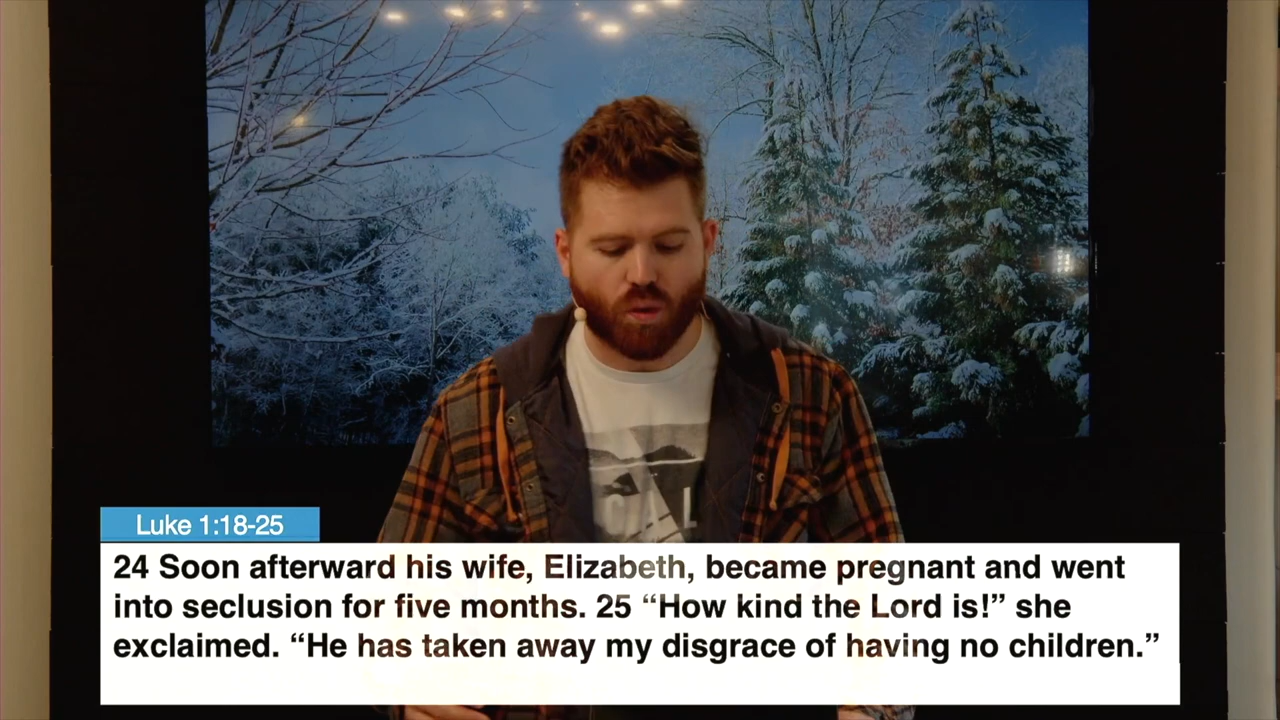 CAL
Luke 1:18-25
24 Soon afterward his wife, Elizabeth, became pregnant and went
into seclusion for five months. 25 “How kind the Lord is!” she
exclaimed. “He has taken away my disgrace of having no children.”